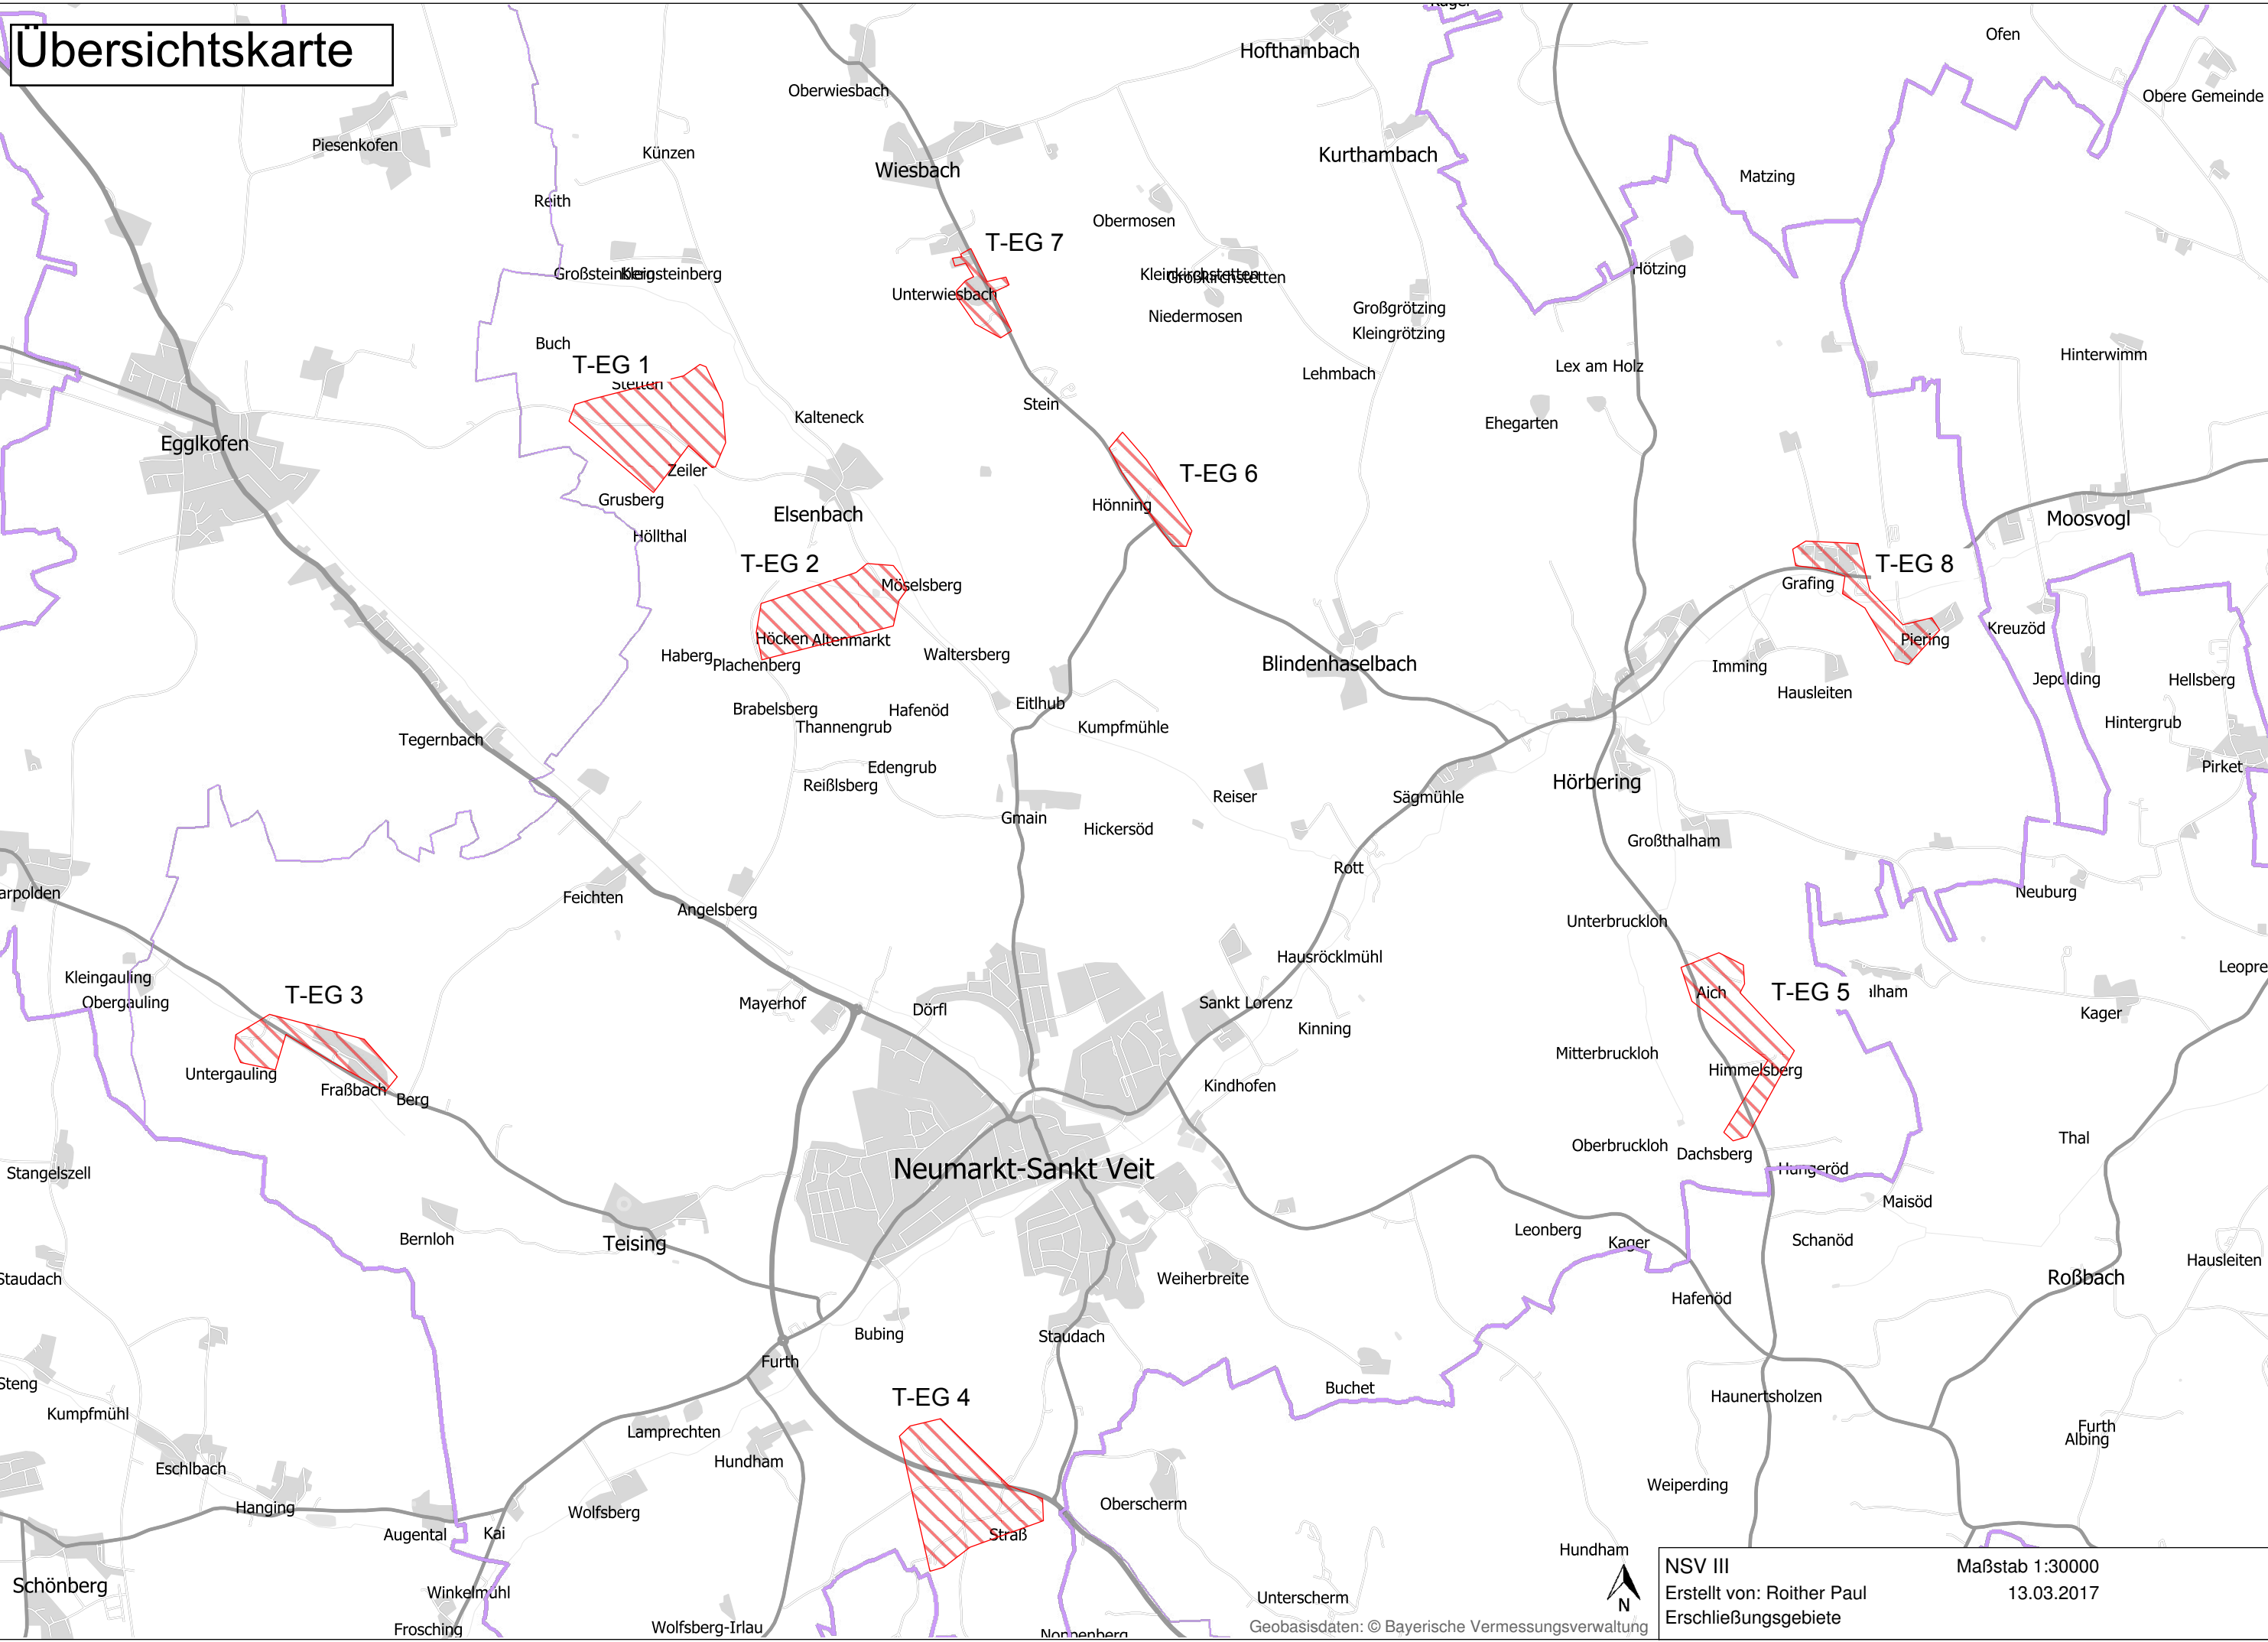 Übersichtskarte
Ofen
Hofthambach
Obere Gemeinde
Oberwiesbach
Piesenkofen
Künzen
Kurthambach
Wiesbach
Matzing
Reith
Obermosen
T-EG 7
Hötzing
Großsteinberg
Kleinsteinberg
Kleinkirchstetten
Großkirchstetten
Unterwiesbach
Niedermosen
Großgrötzing
Kleingrötzing
Buch
Hinterwimm
T-EG 1
Stetten
Lex am Holz
Lehmbach
Stein
Kalteneck
Ehegarten
Egglkofen
Zeiler
T-EG 6
Grusberg
Hönning
Elsenbach
Moosvogl
Höllthal
T-EG 2
T-EG 8
Möselsberg
Grafing
Kreuzöd
Höcken
Altenmarkt
Piering
Haberg
Plachenberg
Waltersberg
Blindenhaselbach
Imming
Jepolding
Hellsberg
Hausleiten
Brabelsberg
Hafenöd
Eitlhub
Thannengrub
Kumpfmühle
Hintergrub
Tegernbach
Edengrub
Pirket
Reißlsberg
Reiser
Sägmühle
Hörbering
Gmain
Hickersöd
Großthalham
Rott
arpolden
Feichten
Angelsberg
Neuburg
Unterbruckloh
Hausröcklmühl
Kleingauling
Leopre
Obergauling
T-EG 3
Mayerhof
Dörfl
Sankt Lorenz
Aich
T-EG 5
lham
Kager
Kinning
Untergauling
Mitterbruckloh
Himmelsberg
Fraßbach
Berg
Kindhofen
Neumarkt-Sankt Veit
Oberbruckloh
Dachsberg
Thal
Stangelszell
Hungeröd
Maisöd
Bernloh
Teising
Leonberg
Kager
Schanöd
Staudach
Weiherbreite
Roßbach
Hausleiten
Hafenöd
Bubing
Staudach
Furth
Steng
Buchet
Haunertsholzen
T-EG 4
Kumpfmühl
Lamprechten
Furth
Albing
Hundham
Eschlbach
Weiperding
Hanging
Wolfsberg
Oberscherm
Augental
Kai
Straß
Hundham
Schönberg
Winkelmühl
Unterscherm
Frosching
Wolfsberg-Irlau
Noppenberg
N
Geobasisdaten: © Bayerische Vermessungsverwaltung
NSV III Maßstab 1:30000
Erstellt von: Roither Paul 13.03.2017
Erschließungsgebiete